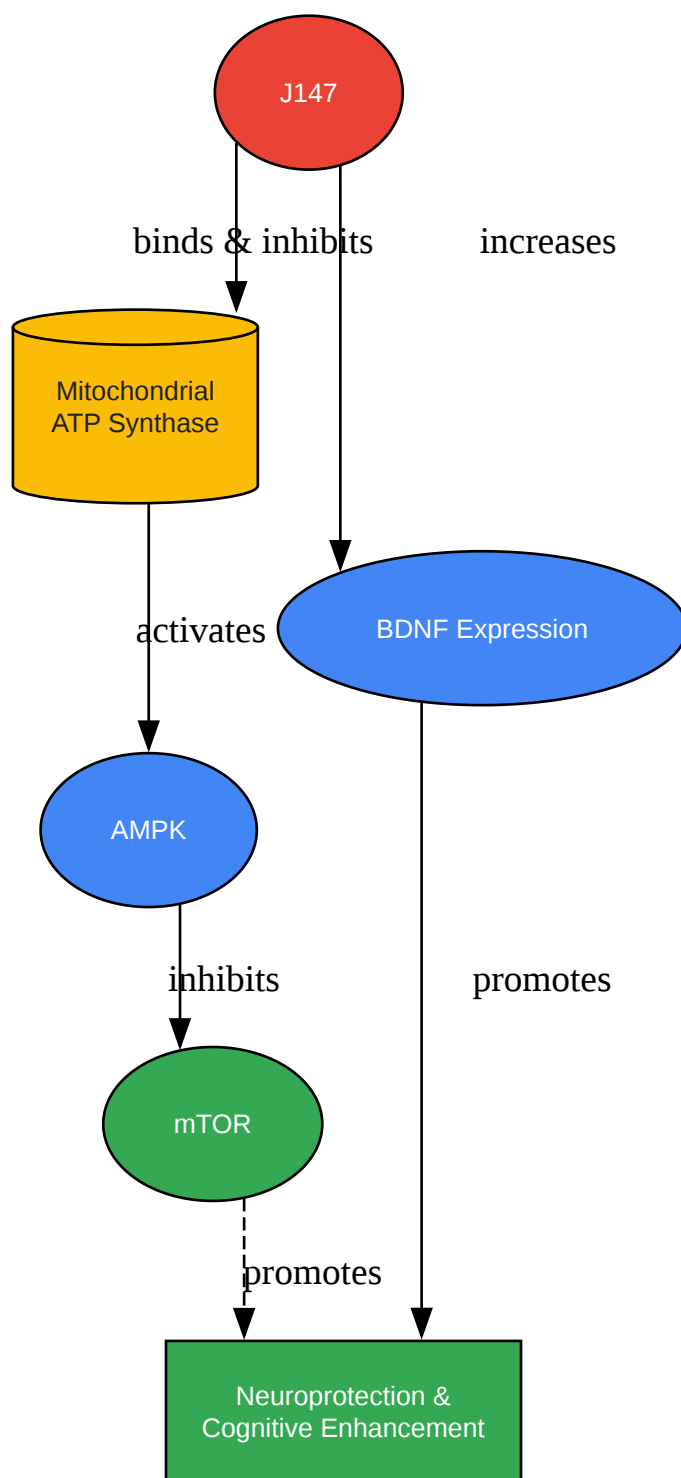 J147
binds & inhibits
increases
Mitochondrial
ATP Synthase
activates
BDNF Expression
AMPK
inhibits
promotes
mTOR
promotes
Neuroprotection &
Cognitive Enhancement